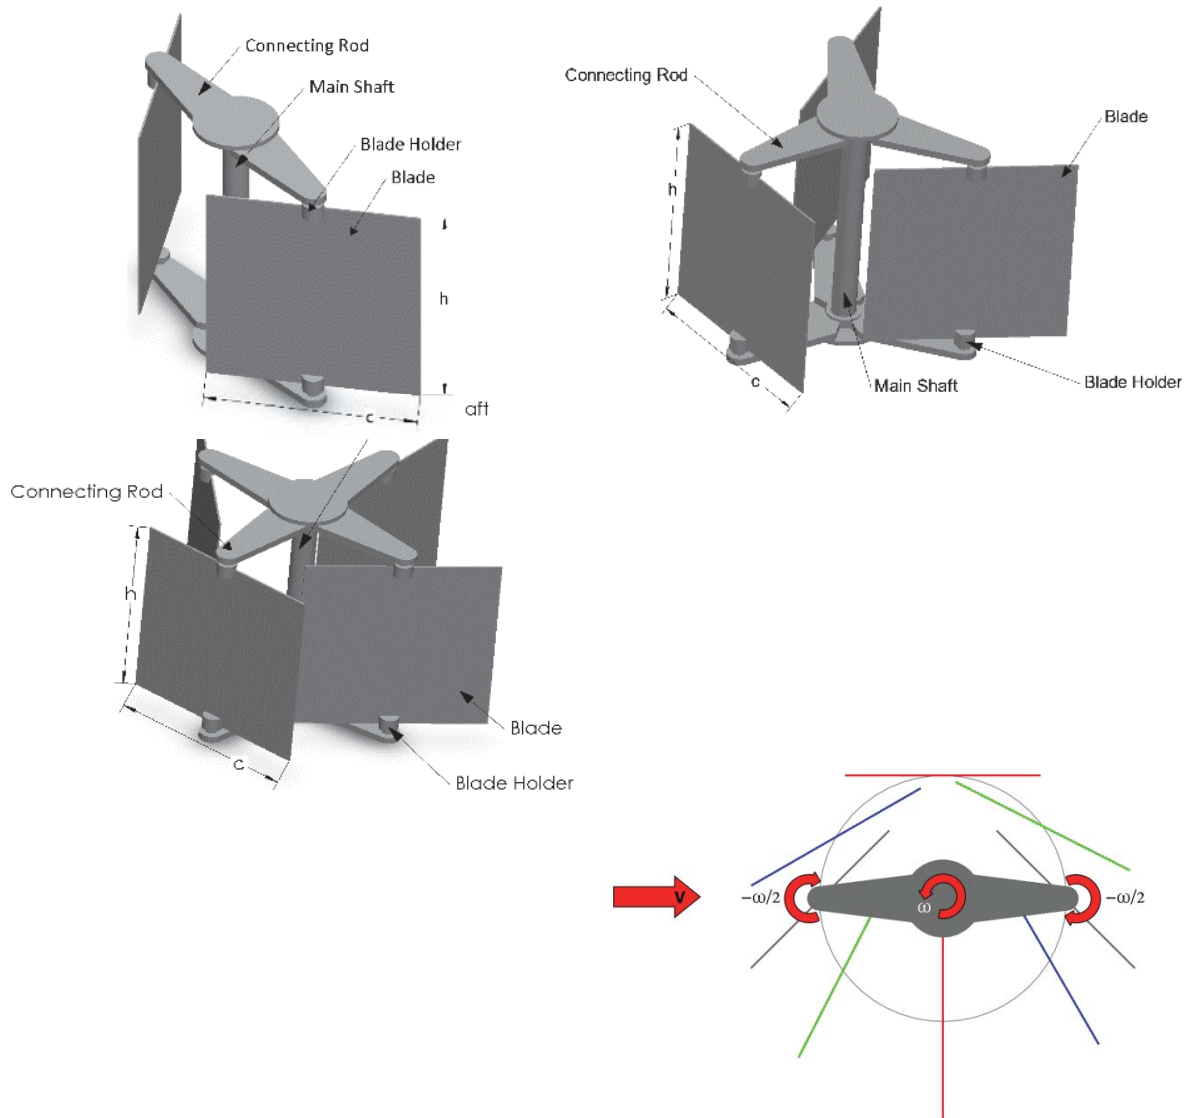 Connecting Rod
Main Shaft
Blade Holder
Blade
h
c
aft
Connecting Rod
Blade
h
c
Main Shaft
Blade Holder
Connecting Rod
h
c
Blade
Blade Holder
V
-ω/2
ω
-ω/2